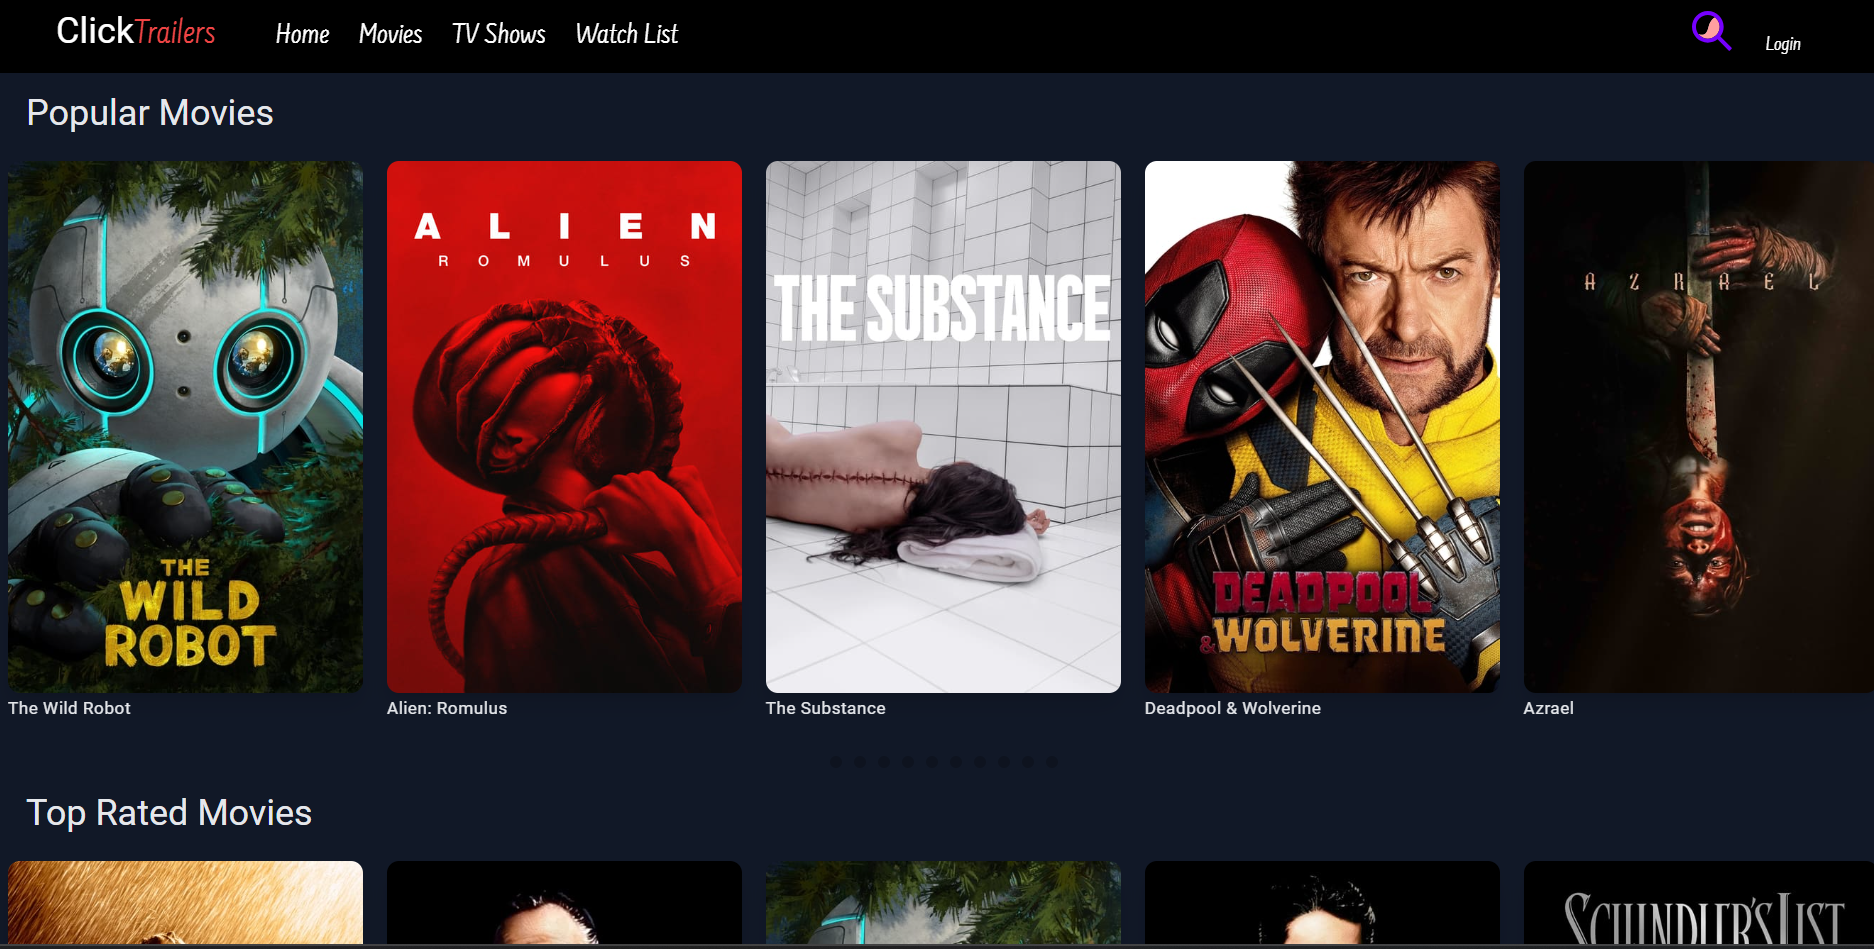 ClickTrailers Home Movies TV Shows Watch List Login
Popular Movies
THE
WILD
ROBOT
The Wild Robot
ALIEN
ROMULUS
Alien: Romulus
THE SUBSTANCE
The Substance
DEADPOOL
&WOLVERINE
Deadpool & Wolverine
AZRAEL
Azrael
Top Rated Movies
SCHINDLER'S LIST